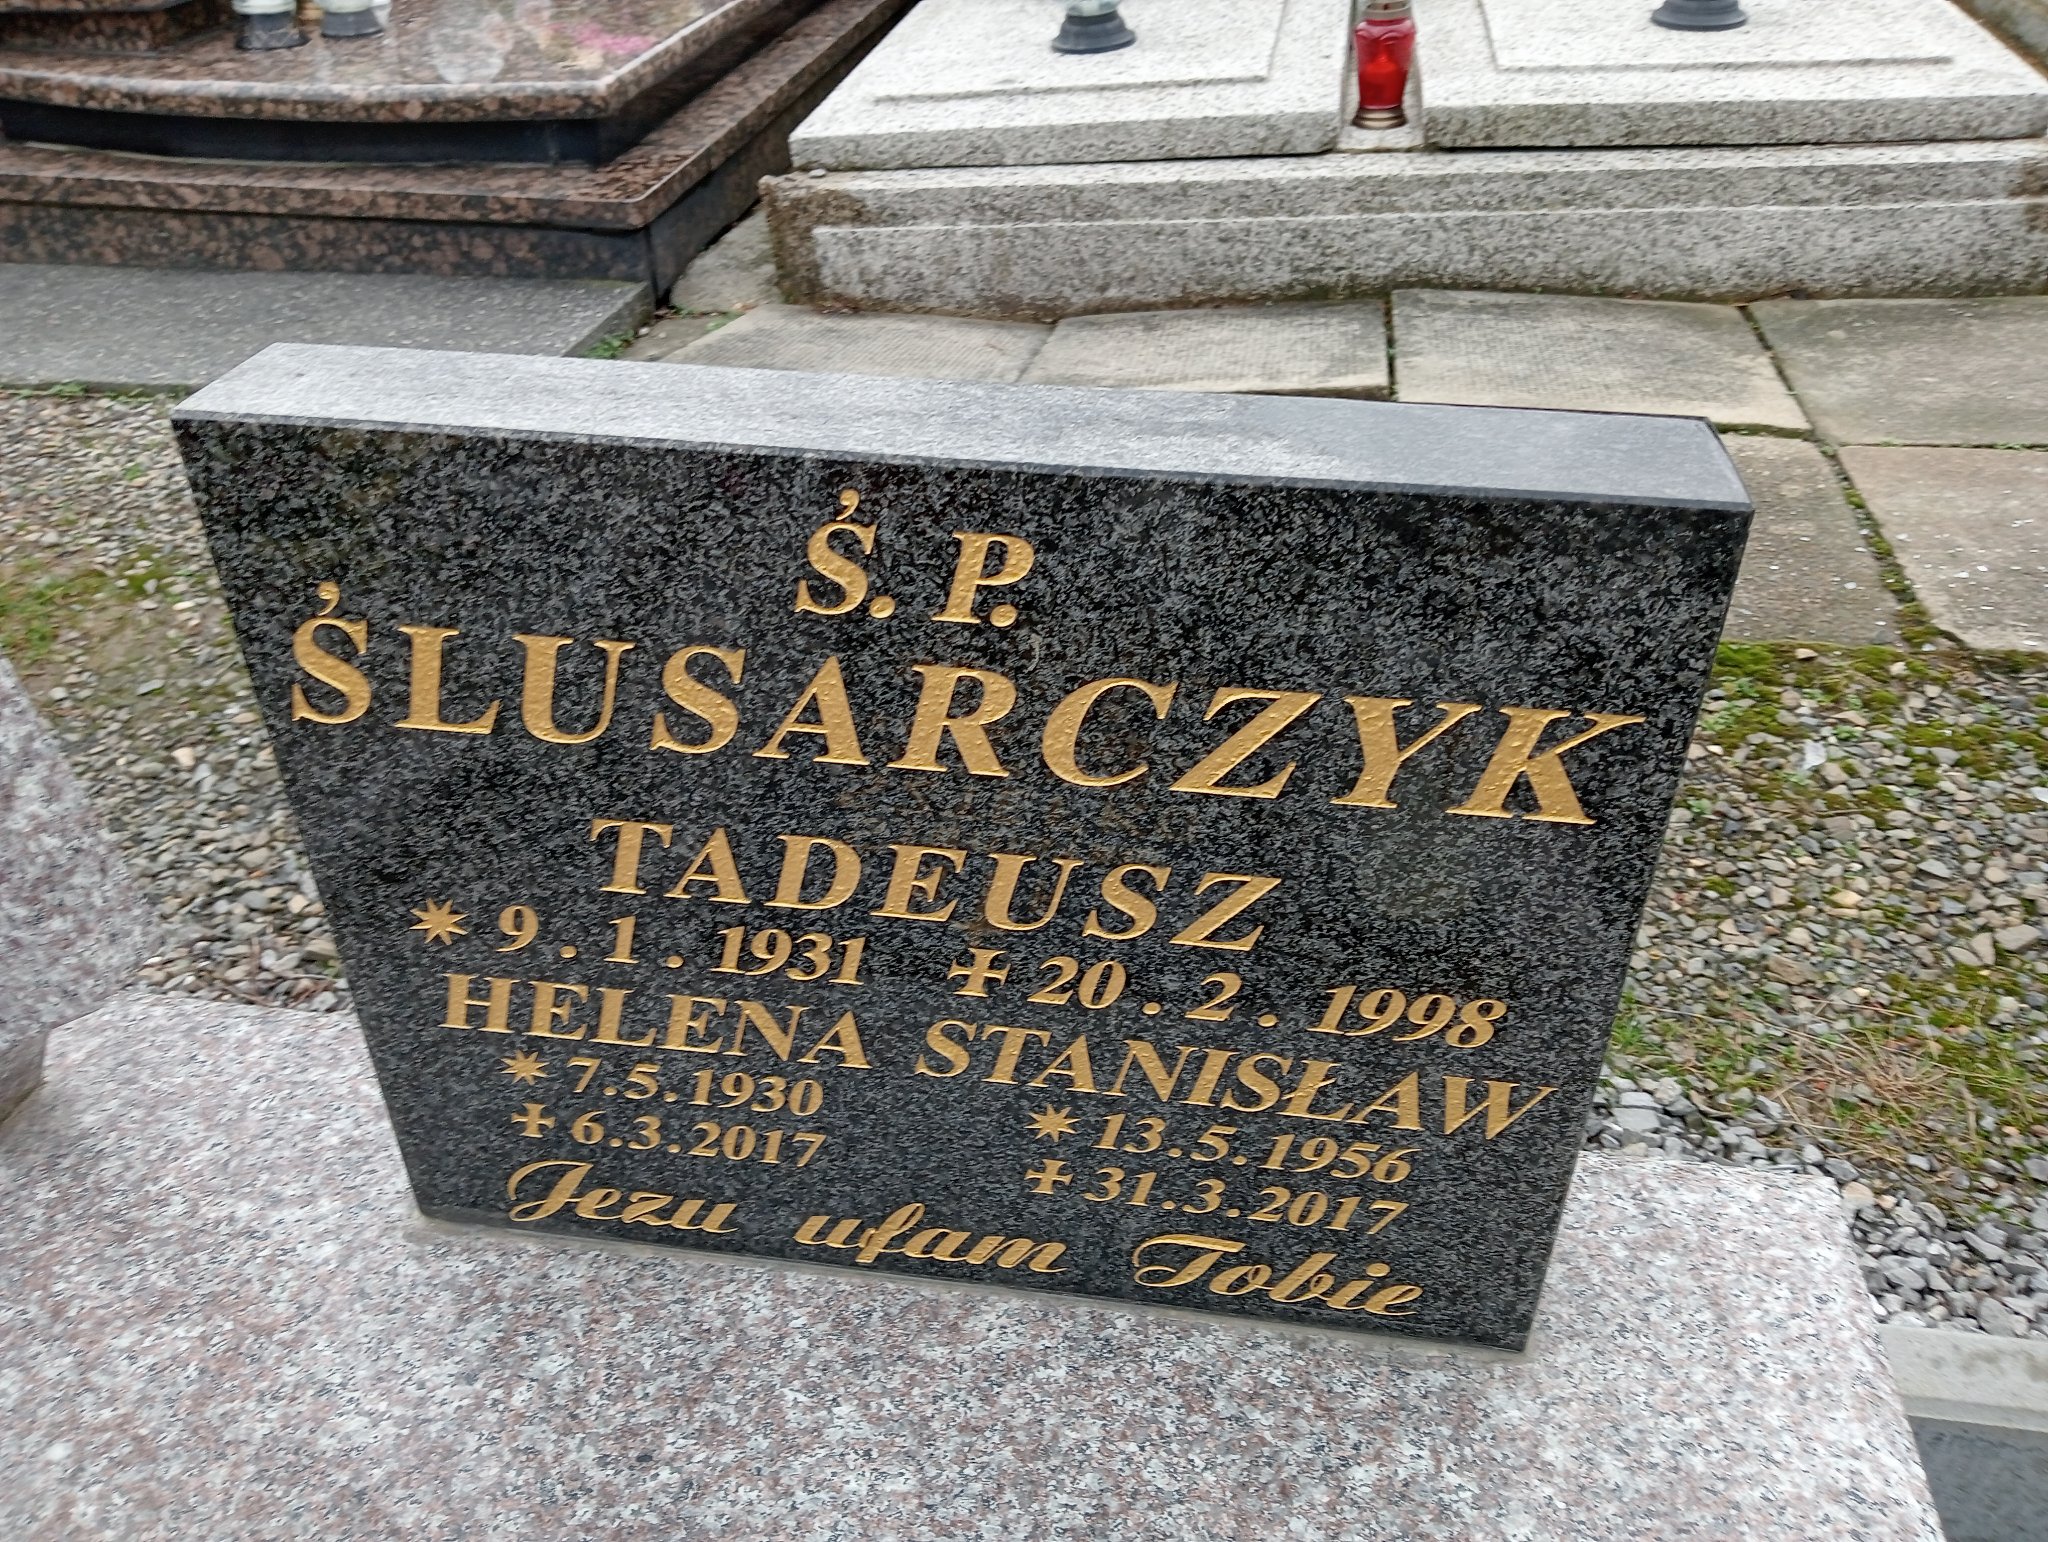 Ś. P.
ŚLUSARCZYK
TADEUSZ
* 9. 1. 1931 + 20. 2. 1998
HELENA STANISŁAW
* 7.5.1930 * 13.5.1956
+ 6.3.2017 + 31.3.2017
Jezu ufam Tobie